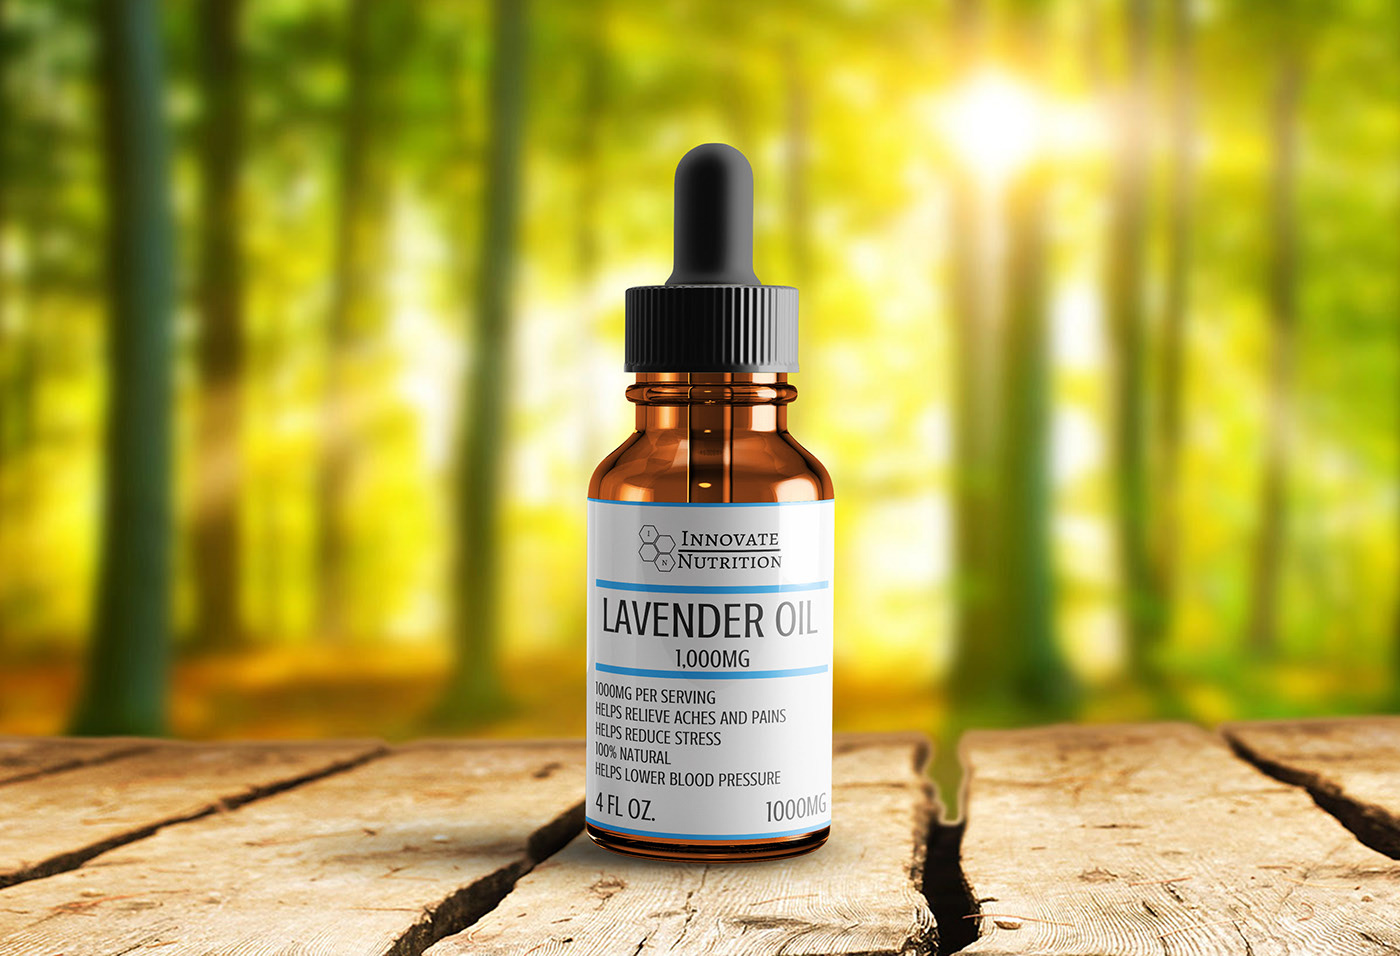 I
N
INNOVATE
NUTRITION
LAVENDER OIL
1,000MG
1000MG PER SERVING
HELPS RELIEVE ACHES AND PAINS
HELPS REDUCE STRESS
100% NATURAL
HELPS LOWER BLOOD PRESSURE
4 FL OZ. 1000MG